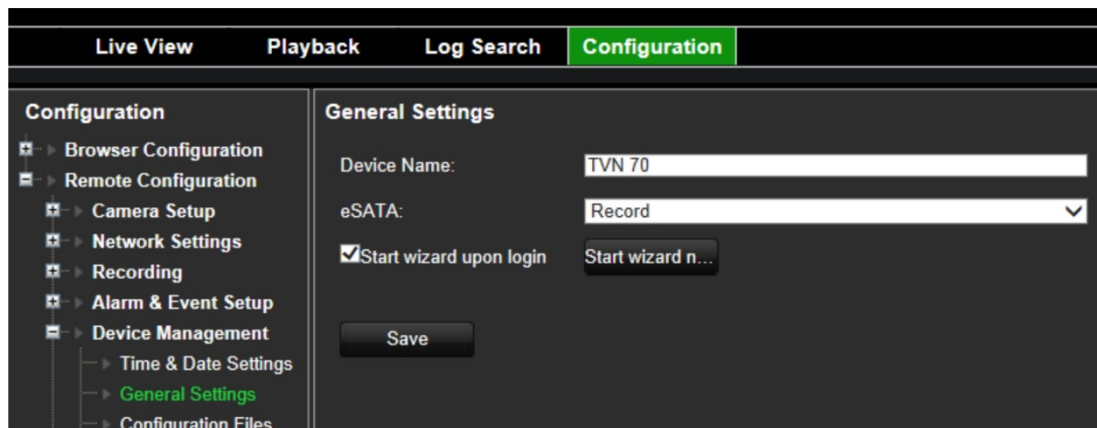 Live View Playback Log Search Configuration
Configuration
Browser Configuration
Remote Configuration
Camera Setup
Network Settings
Recording
Alarm & Event Setup
Device Management
Time & Date Settings
General Settings
Configuration Files
General Settings
Device Name: TVN 70
eSATA: Record
Start wizard upon login Start wizard n...
Save